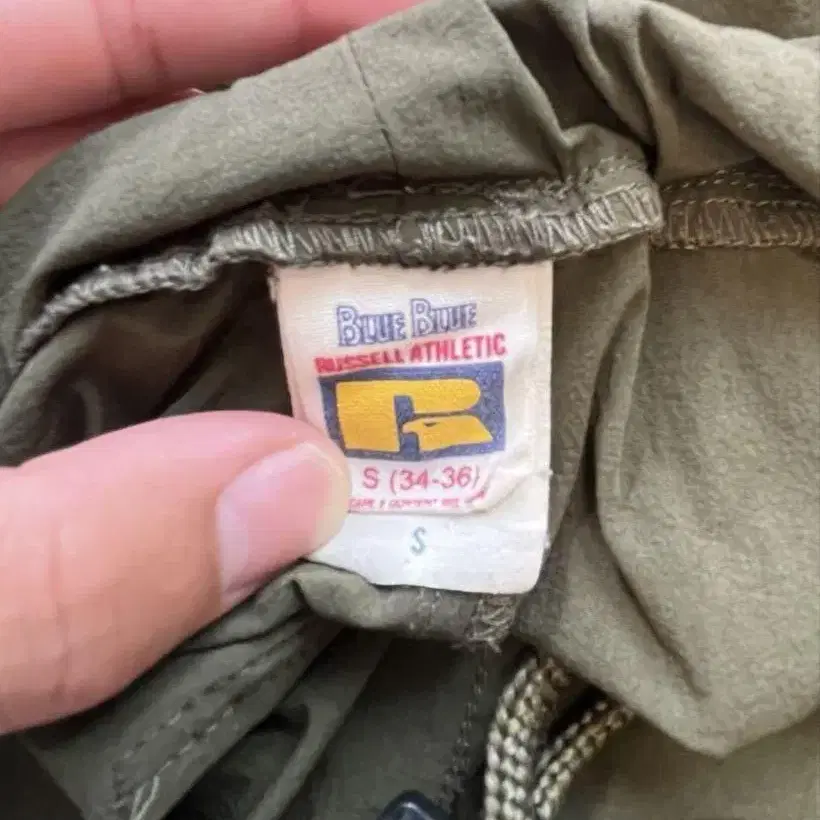 BLUE BLUE
RUSSELL ATHLETIC
R
S (34-36)
S